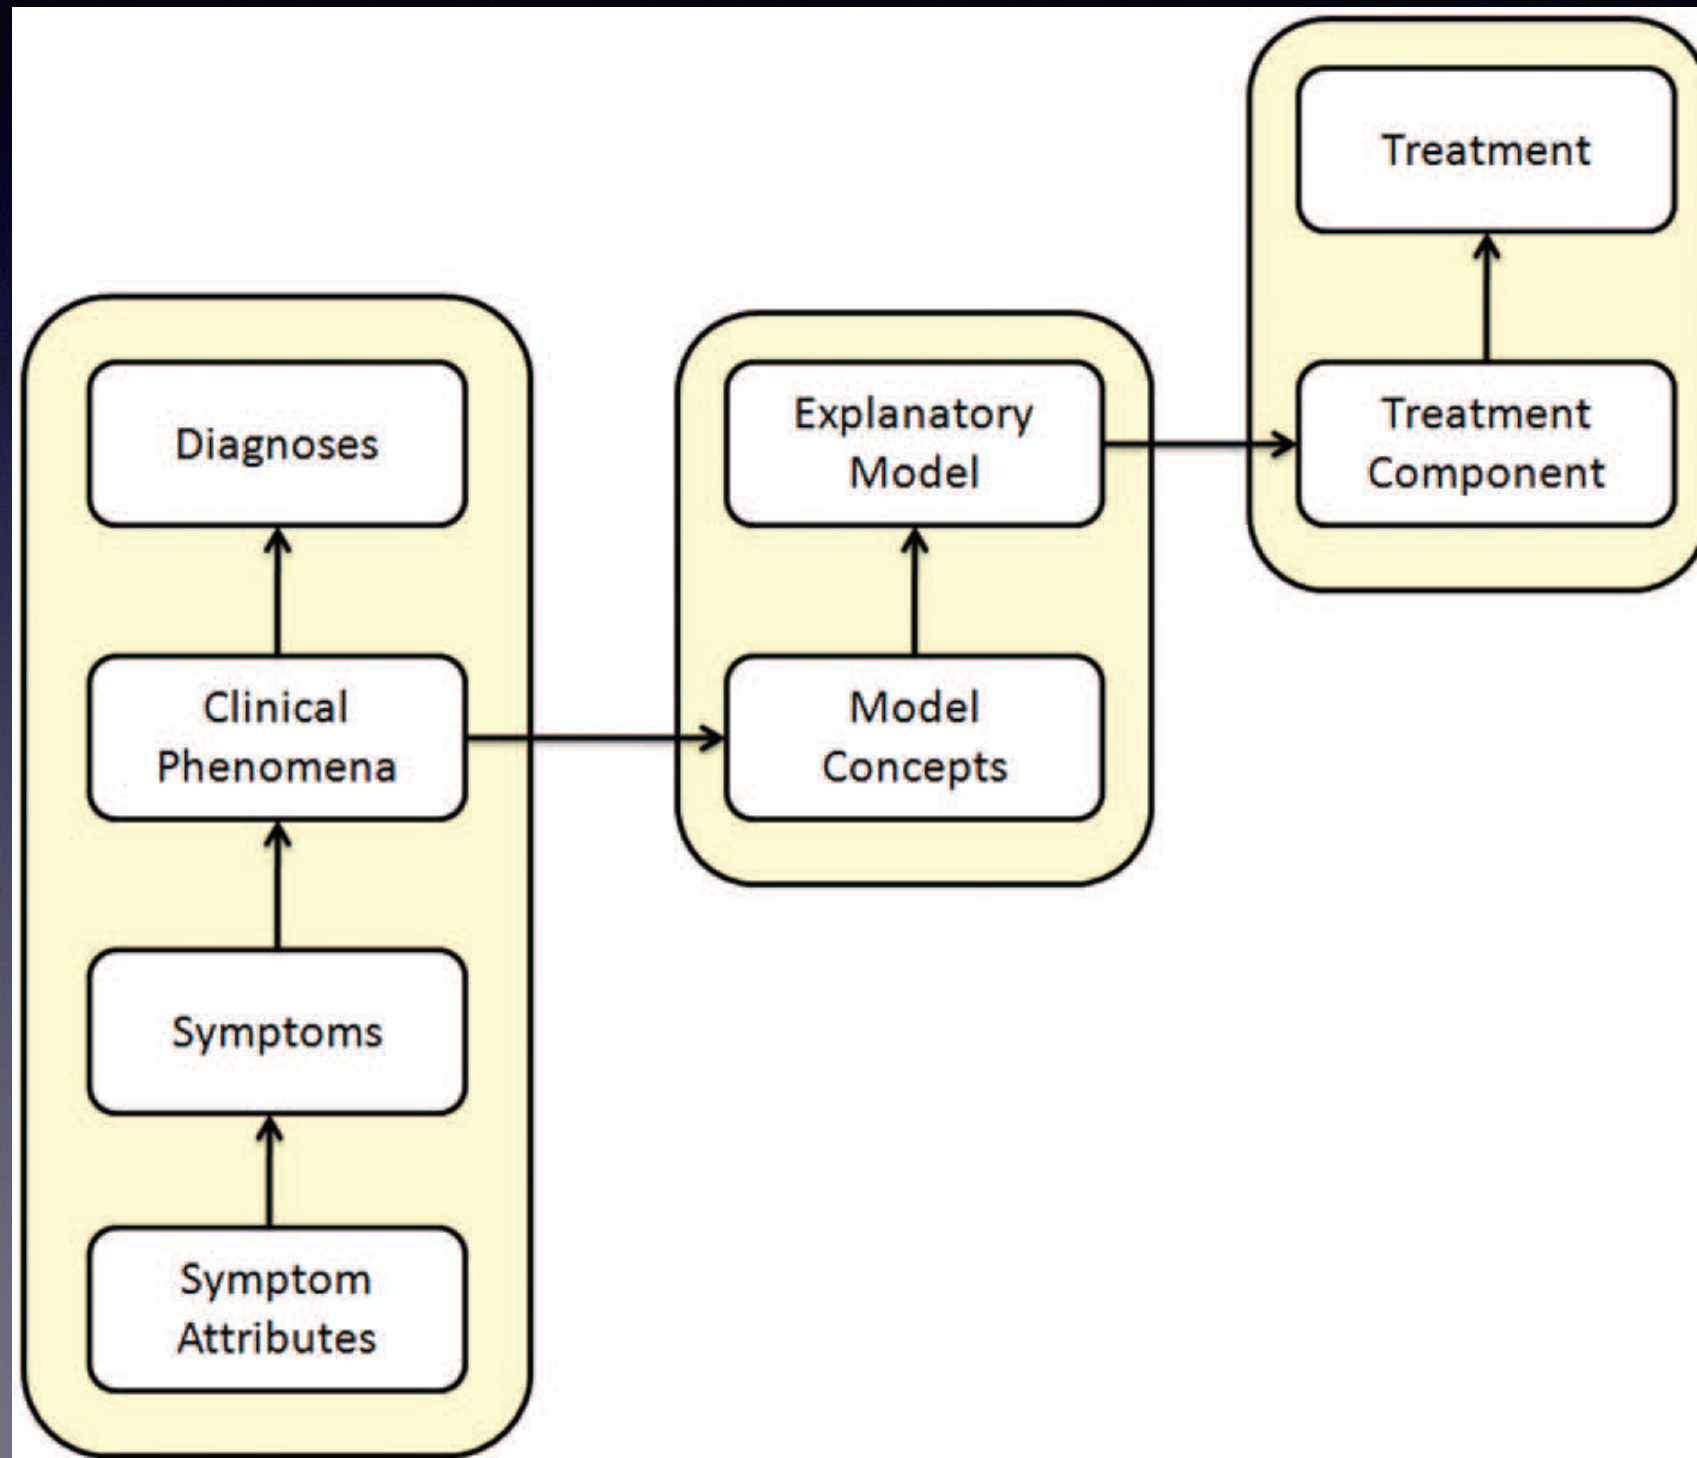 Treatment
Treatment
Component
Explanatory
Model
Model
Concepts
Diagnoses
Clinical
Phenomena
Symptoms
Symptom
Attributes